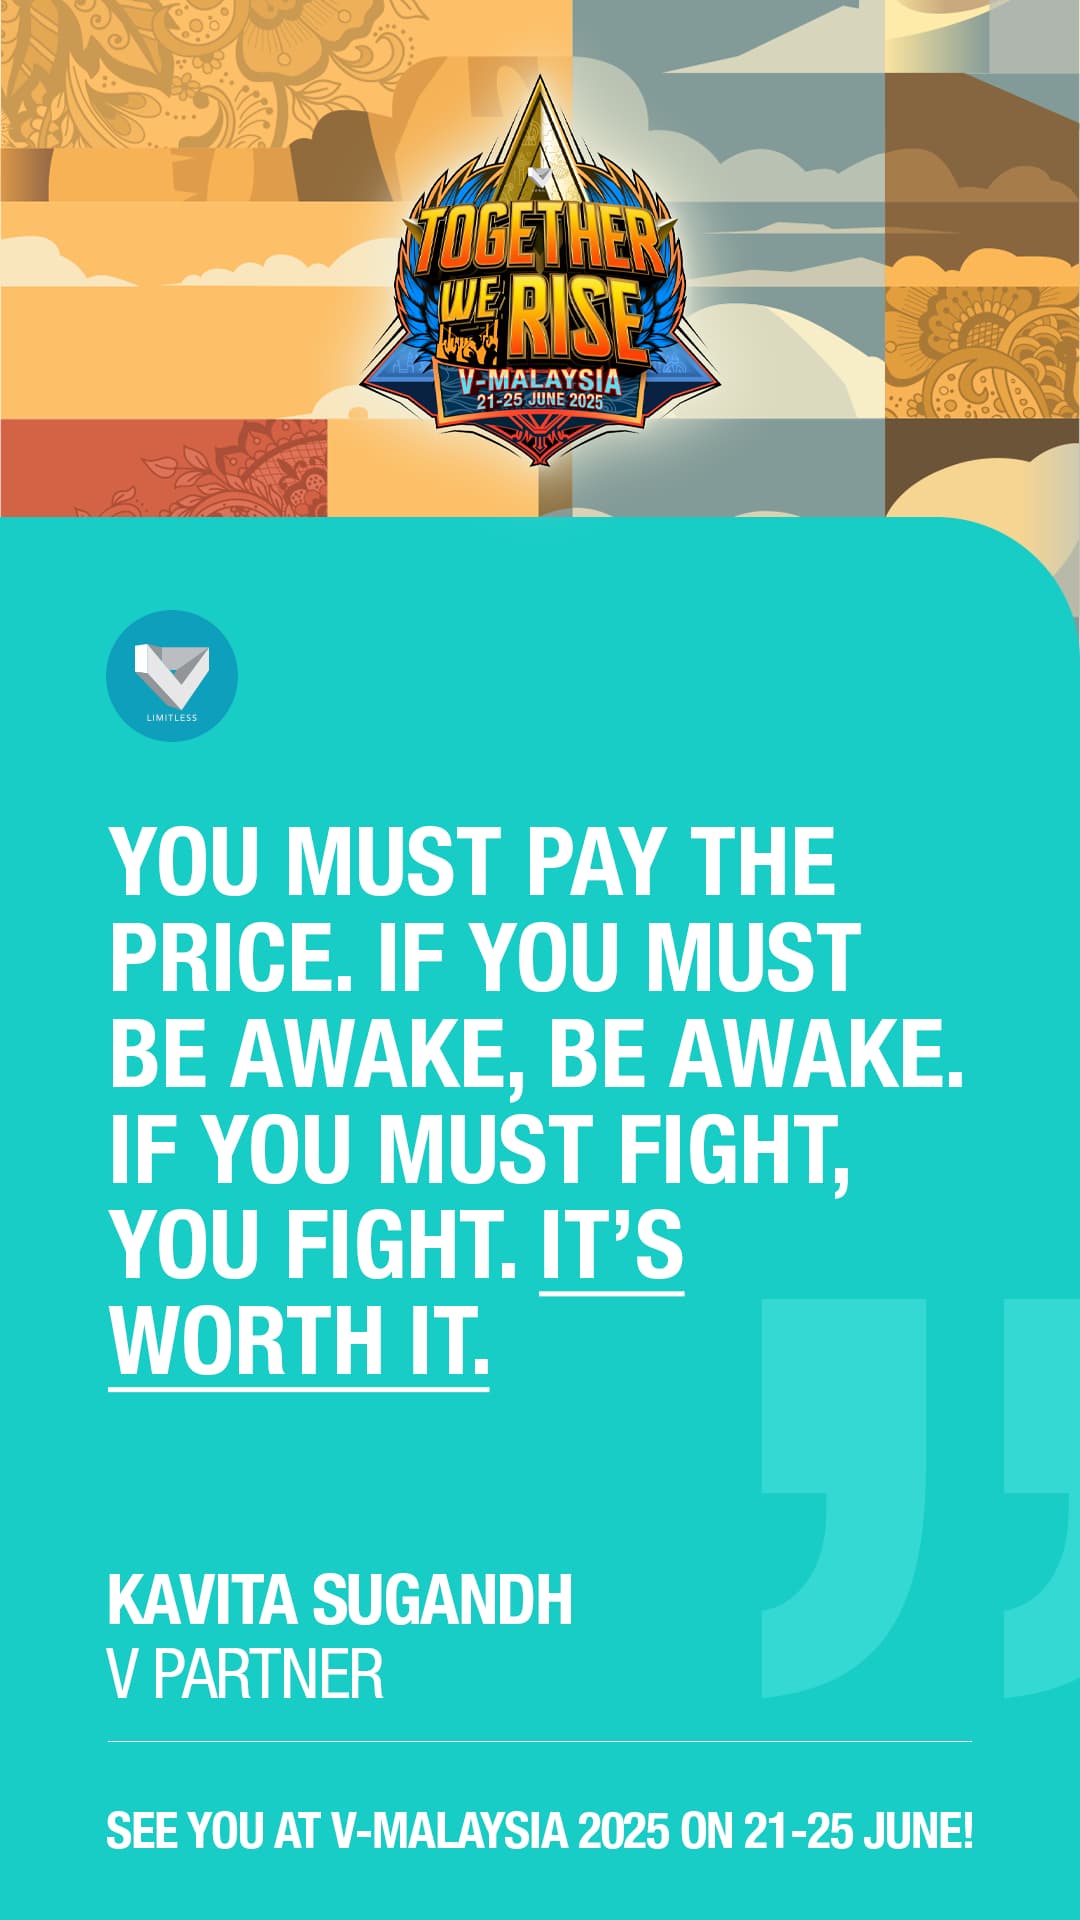 TOGETHER
WE RISE
V-MALAYSIA
21-25 JUNE 2025
LIMITLESS
YOU MUST PAY THE
PRICE. IF YOU MUST
BE AWAKE, BE AWAKE.
IF YOU MUST FIGHT,
YOU FIGHT. IT’S
WORTH IT.
KAVITA SUGANDH
V PARTNER
SEE YOU AT V-MALAYSIA 2025 ON 21-25 JUNE!